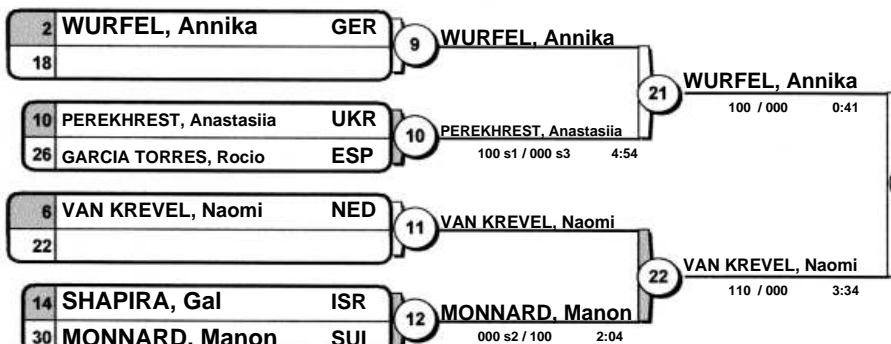 2 WURFEL, Annika GER
18
9
WURFEL, Annika
10 PEREKHREST, Anastasiia UKR
26 GARCIA TORRES, Rocio ESP
10
PEREKHREST, Anastasiia
100 s1 / 000 s3 4:54
21
WURFEL, Annika
100 / 000 0:41
6 VAN KREVEL, Naomi NED
22
11
VAN KREVEL, Naomi
14 SHAPIRA, Gal ISR
30 MONNARD, Manon SUI
12
MONNARD, Manon
000 s2 / 100 2:04
22
VAN KREVEL, Naomi
110 / 000 3:34